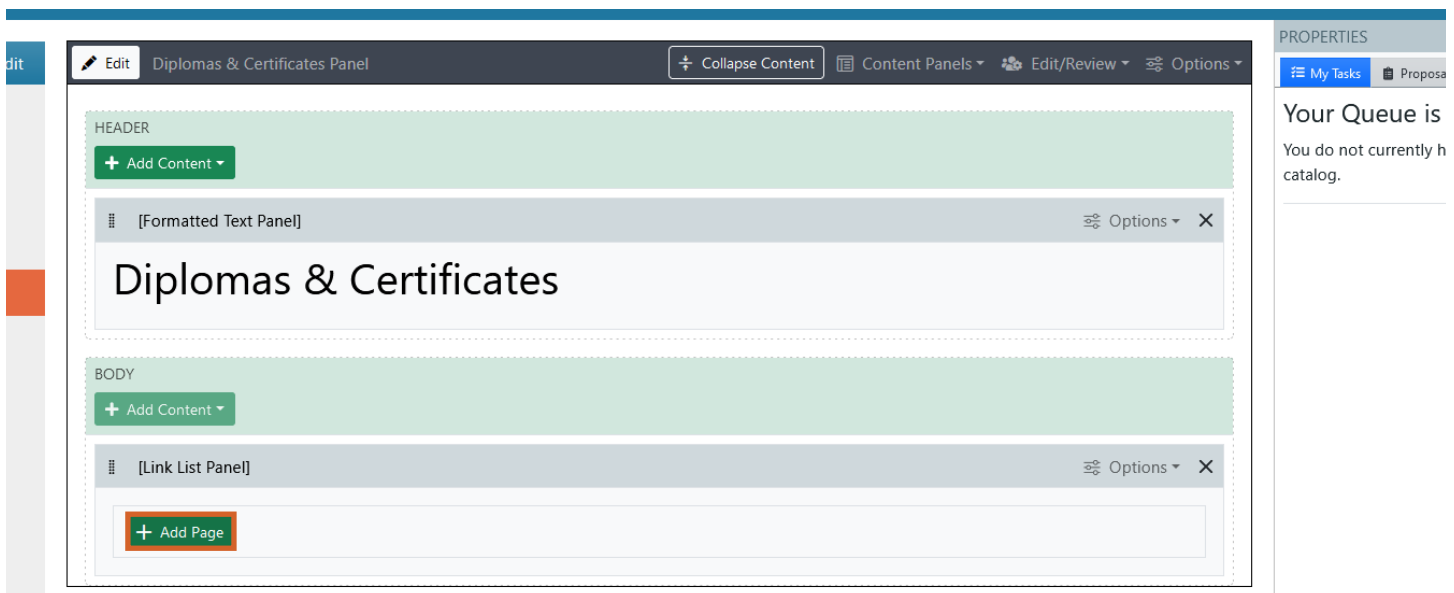 dit
Edit Diplomas & Certificates Panel Collapse Content Content Panels Edit/Review Options
HEADER
Add Content
[Formatted Text Panel] Options
Diplomas & Certificates
BODY
Add Content
[Link List Panel] Options
Add Page
PROPERTIES
My Tasks Proposa
Your Queue is
You do not currently h
catalog.